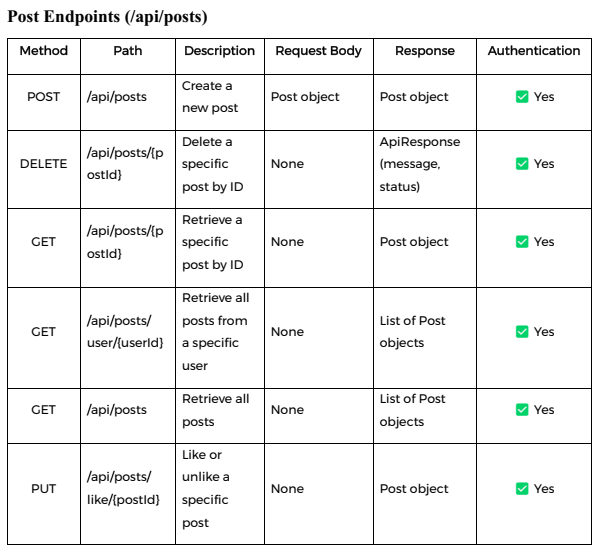 Post Endpoints (/api/posts)
Method Path Description Request Body Response Authentication
POST /api/posts Create a
new post Post object Post object ✅ Yes
DELETE /api/posts/{p
ostId} Delete a
specific
post by ID None ApiResponse
(message,
status) ✅ Yes
GET /api/posts/{p
ostId} Retrieve a
specific
post by ID None Post object ✅ Yes
GET /api/posts/
user/{userId} Retrieve all
posts from
a specific
user None List of Post
objects ✅ Yes
GET /api/posts Retrieve all
posts None List of Post
objects ✅ Yes
PUT /api/posts/
like/{postId} Like or
unlike a
specific
post None Post object ✅ Yes